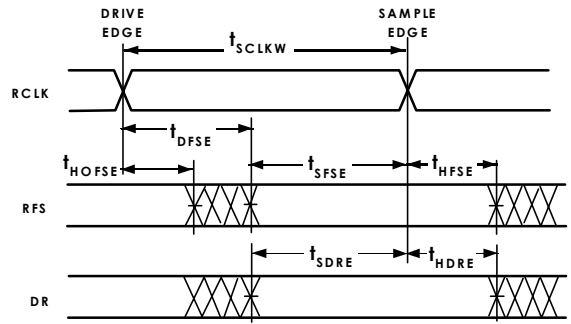 DRIVE EDGE
SAMPLE EDGE
tSCLKW
RCLK
tDFSE
tHOFSE
tSFSE
tHFSE
RFS
tSDRE
tHDRE
DR